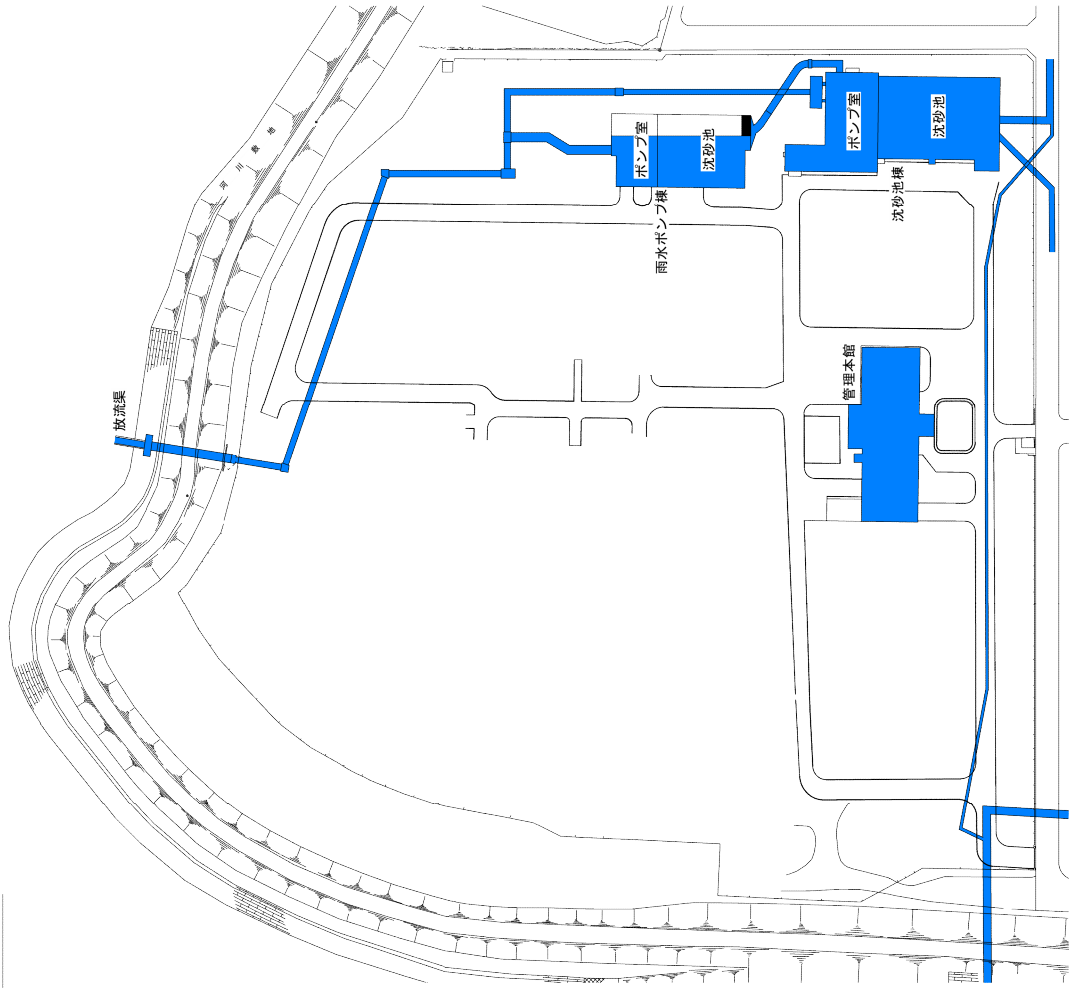 河川敷地
ポンプ室
沈砂池
ポンプ室
沈砂池
沈砂池棟
雨水ポンプ棟
管理本館
放流渠